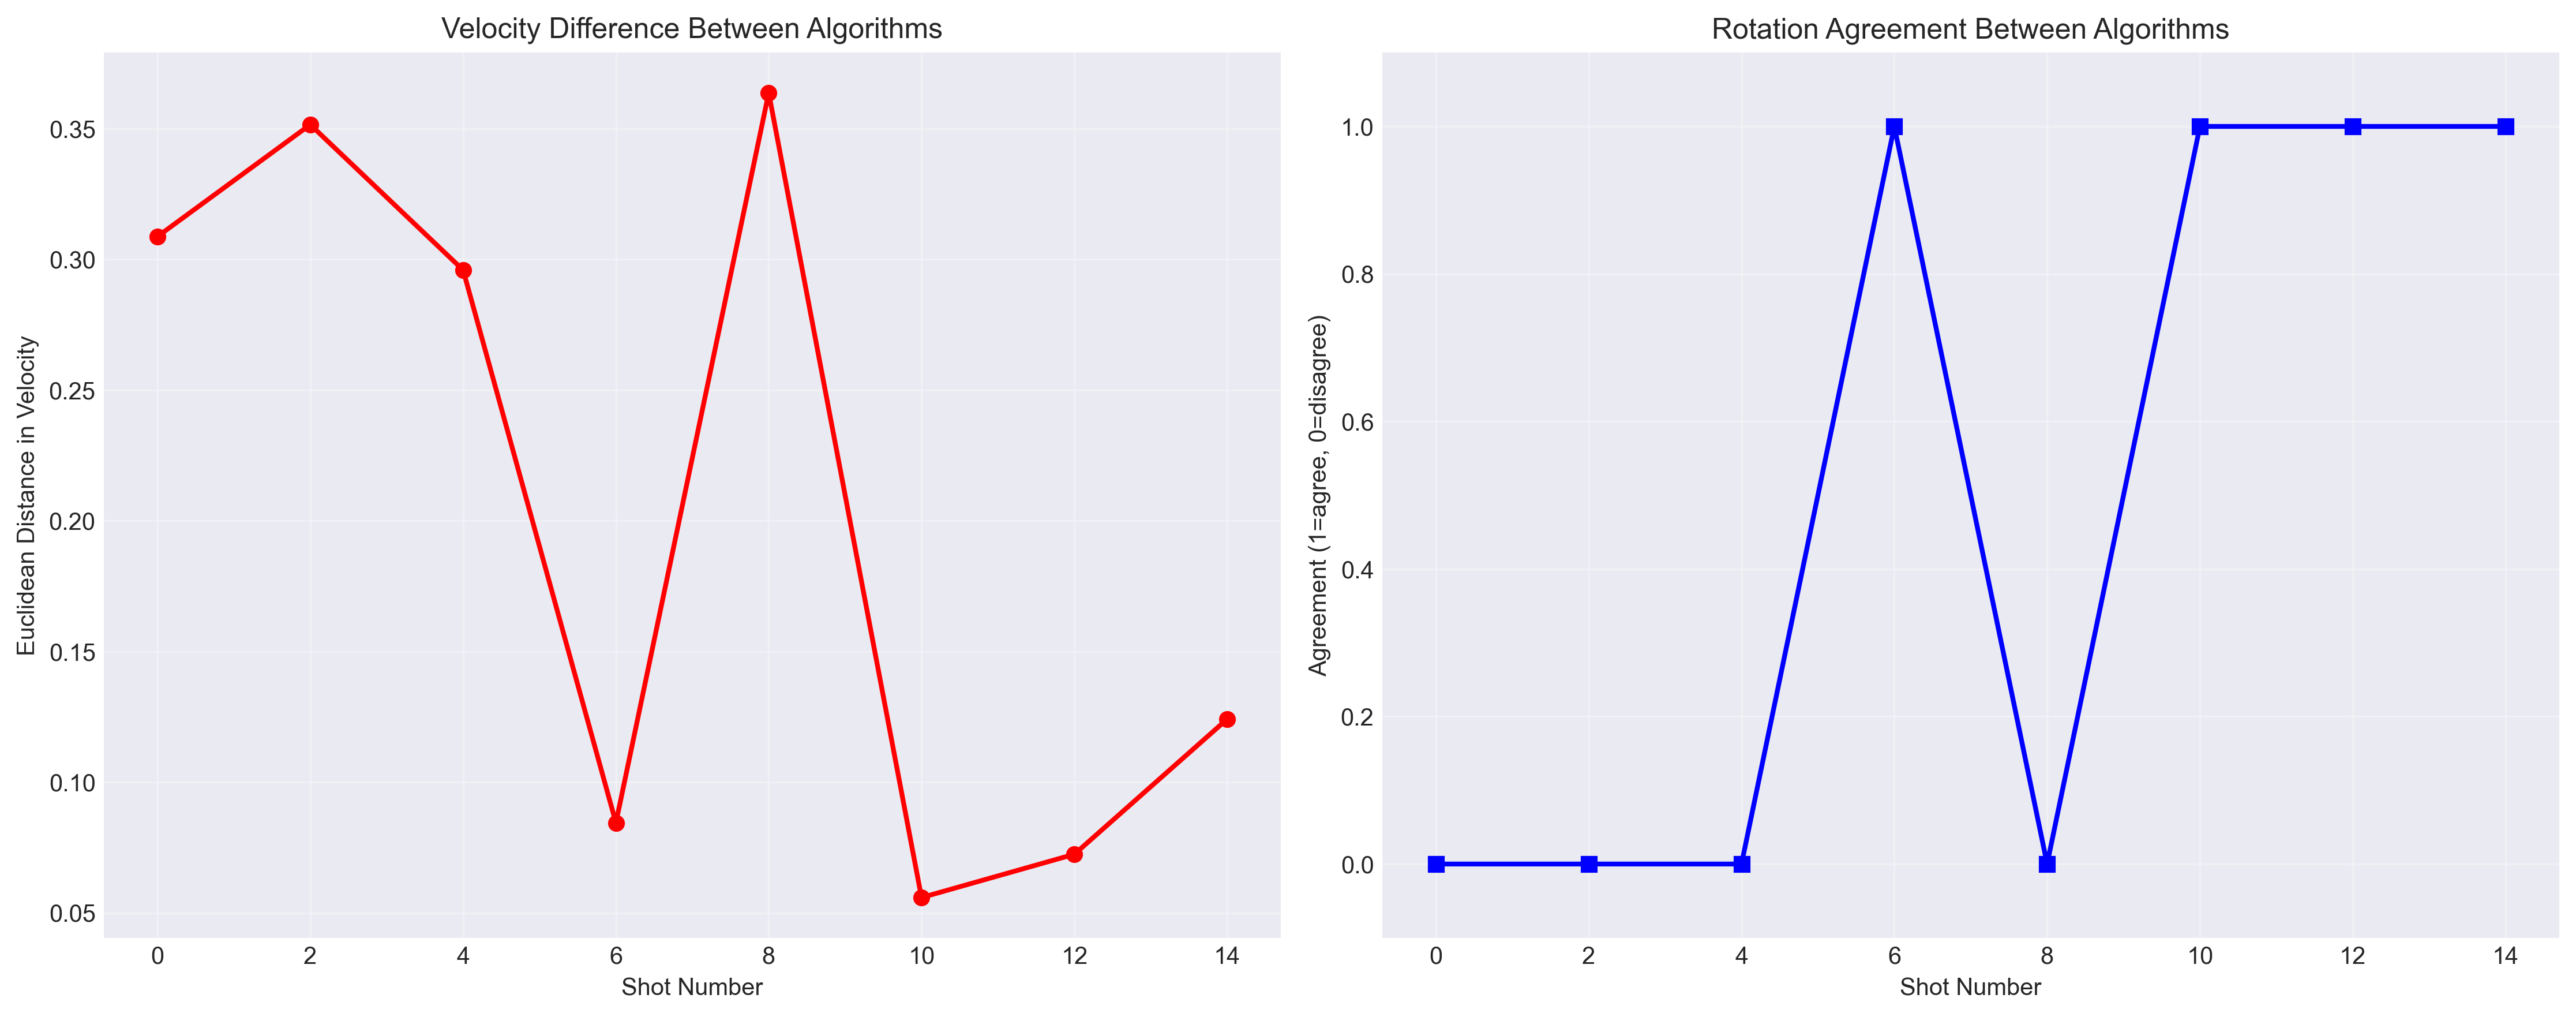 Velocity Difference Between Algorithms
Euclidean Distance in Velocity
0.35
0.30
0.25
0.20
0.15
0.10
0.05
0 2 4 6 8 10 12 14
Shot Number
Rotation Agreement Between Algorithms
Agreement (1=agree, 0=disagree)
1.0
0.8
0.6
0.4
0.2
0.0
0 2 4 6 8 10 12 14
Shot Number